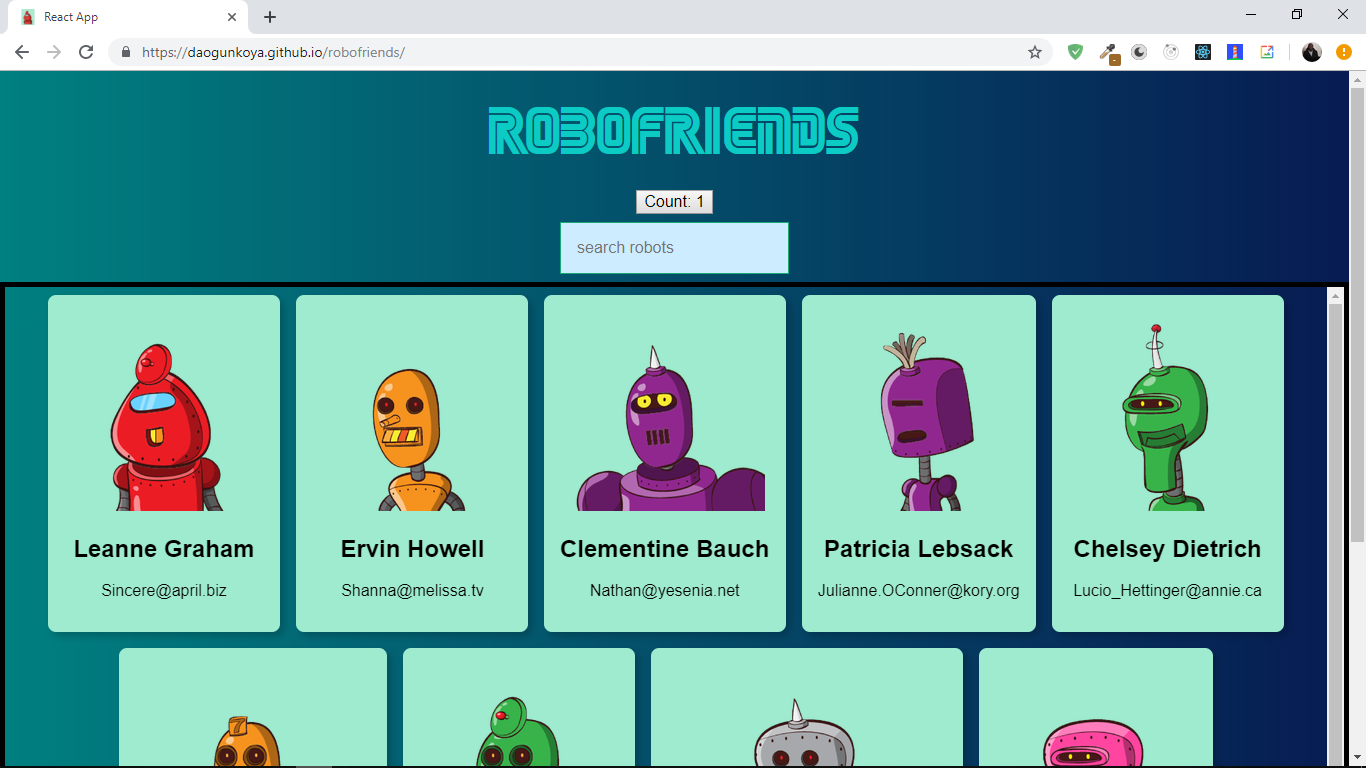 React App
https://daogunkoya.github.io/robofriends/
ROBOFRIENDS
Count: 1
search robots
Leanne Graham
Sincere@april.biz
Ervin Howell
Shanna@melissa.tv
Clementine Bauch
Nathan@yesenia.net
Patricia Lebsack
Julianne.OConner@kory.org
Chelsey Dietrich
Lucio_Hettinger@annie.ca
7